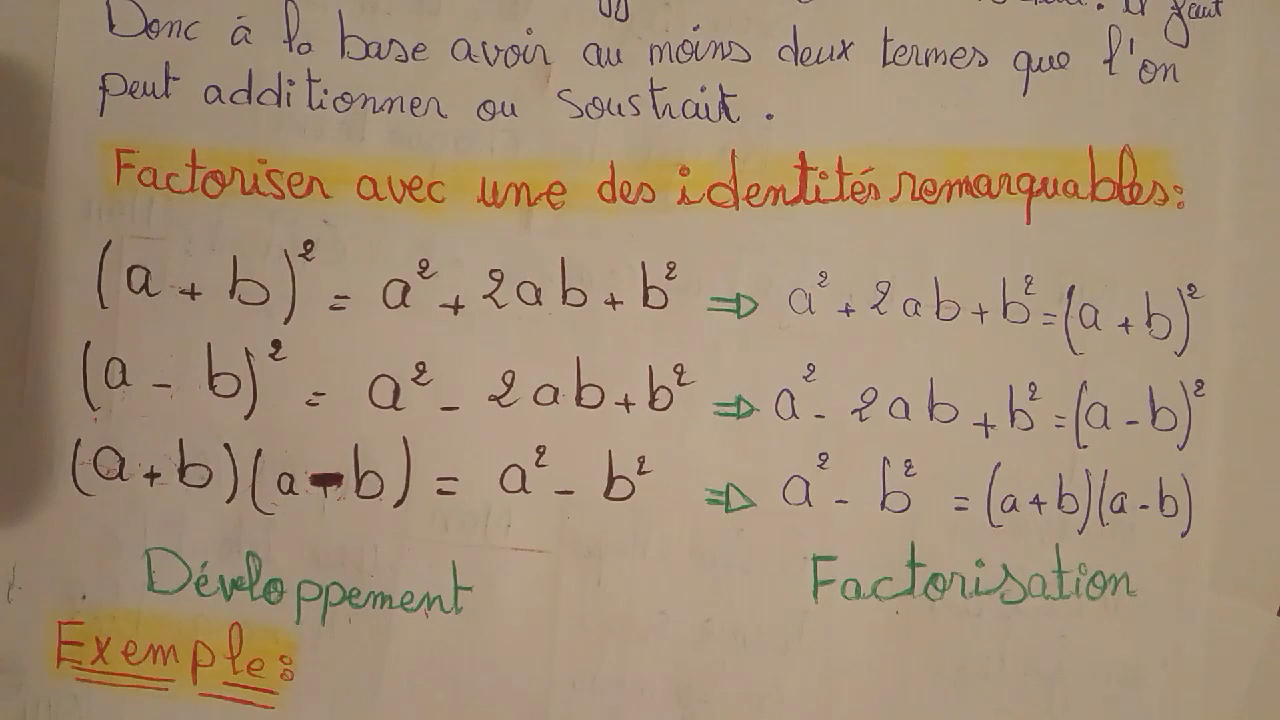 faut
Donc à la base avoir au moins deux termes que l'on
peut additionner ou soustrait.
Factoriser avec une des identités remarquables:
(a + b)² = a² + 2ab + b² ⇒ a² + 2ab + b² = (a + b)²
(a - b)² = a² - 2ab + b² ⇒ a² - 2ab + b² = (a - b)²
(a + b)(a - b) = a² - b² ⇒ a² - b² = (a + b)(a - b)
Développement Factorisation
Exemple: